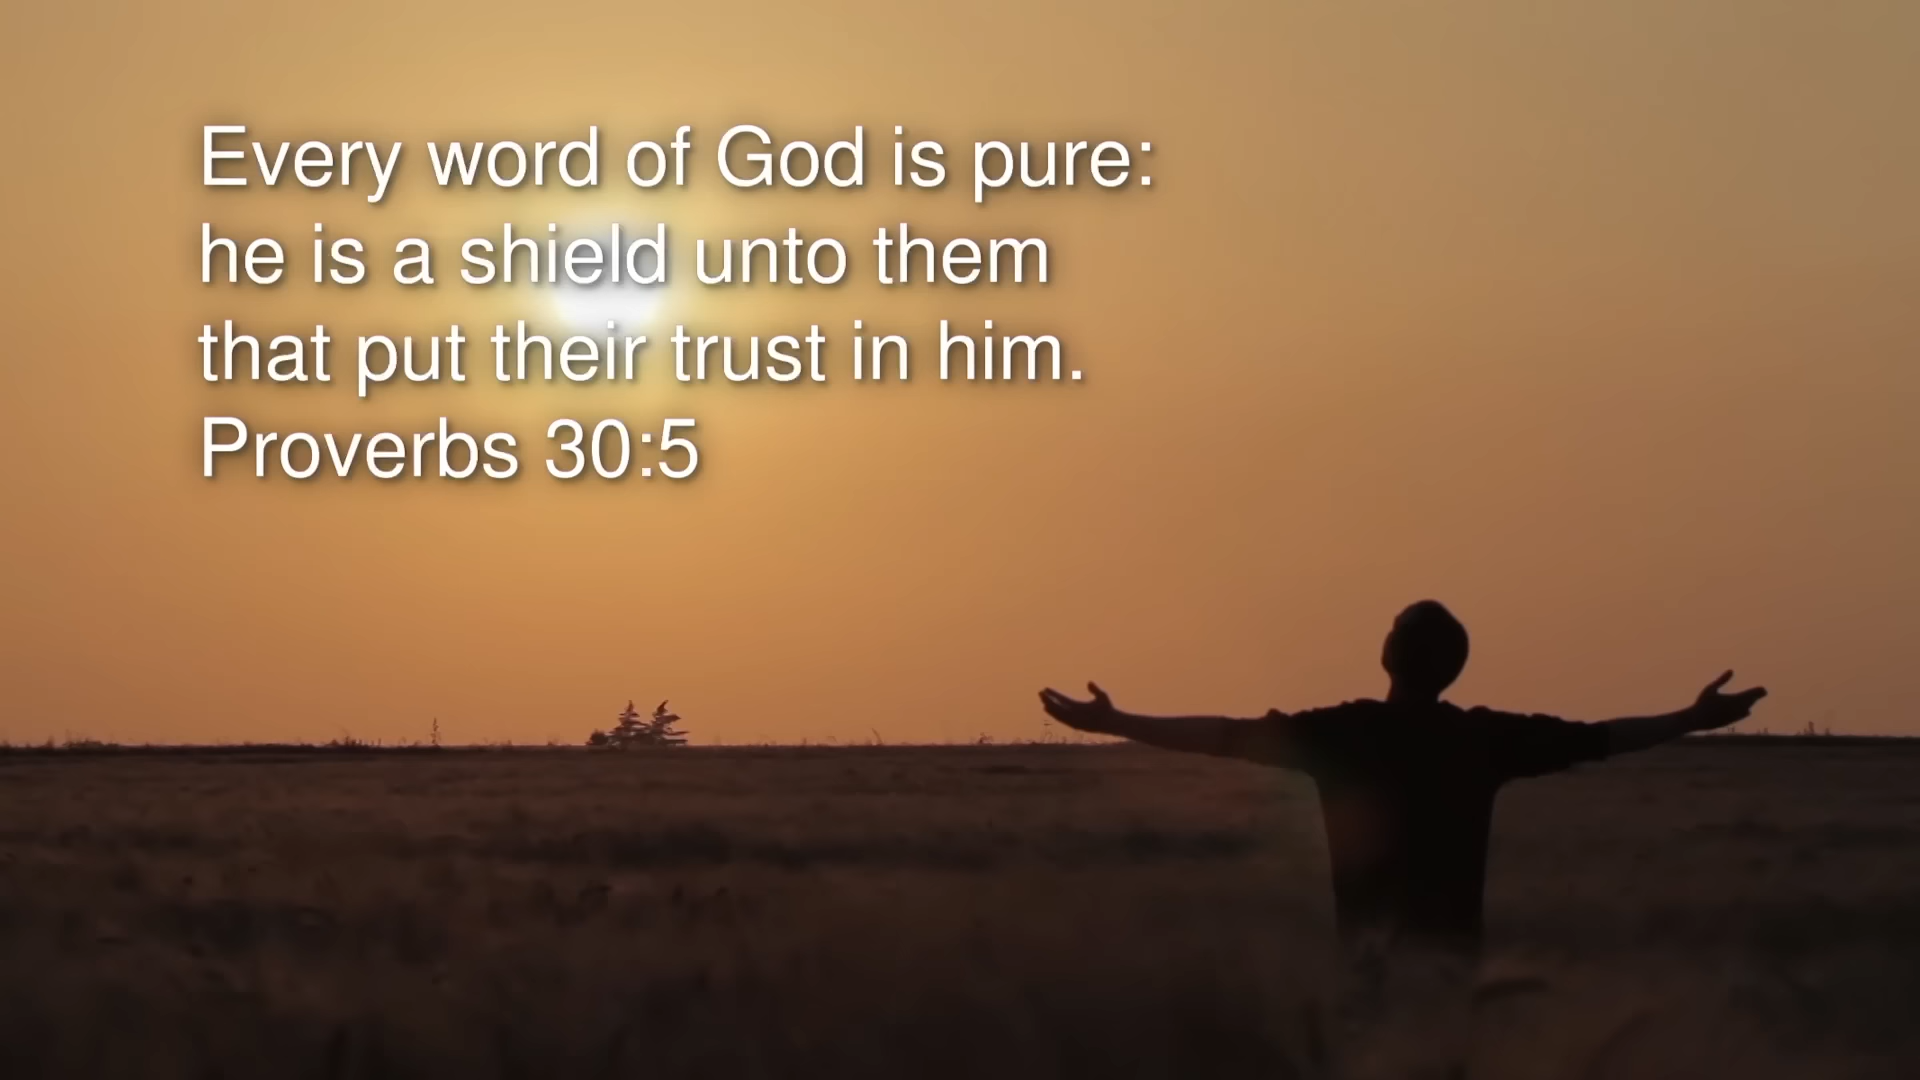 Every word of God is pure:
he is a shield unto them
that put their trust in him.
Proverbs 30:5